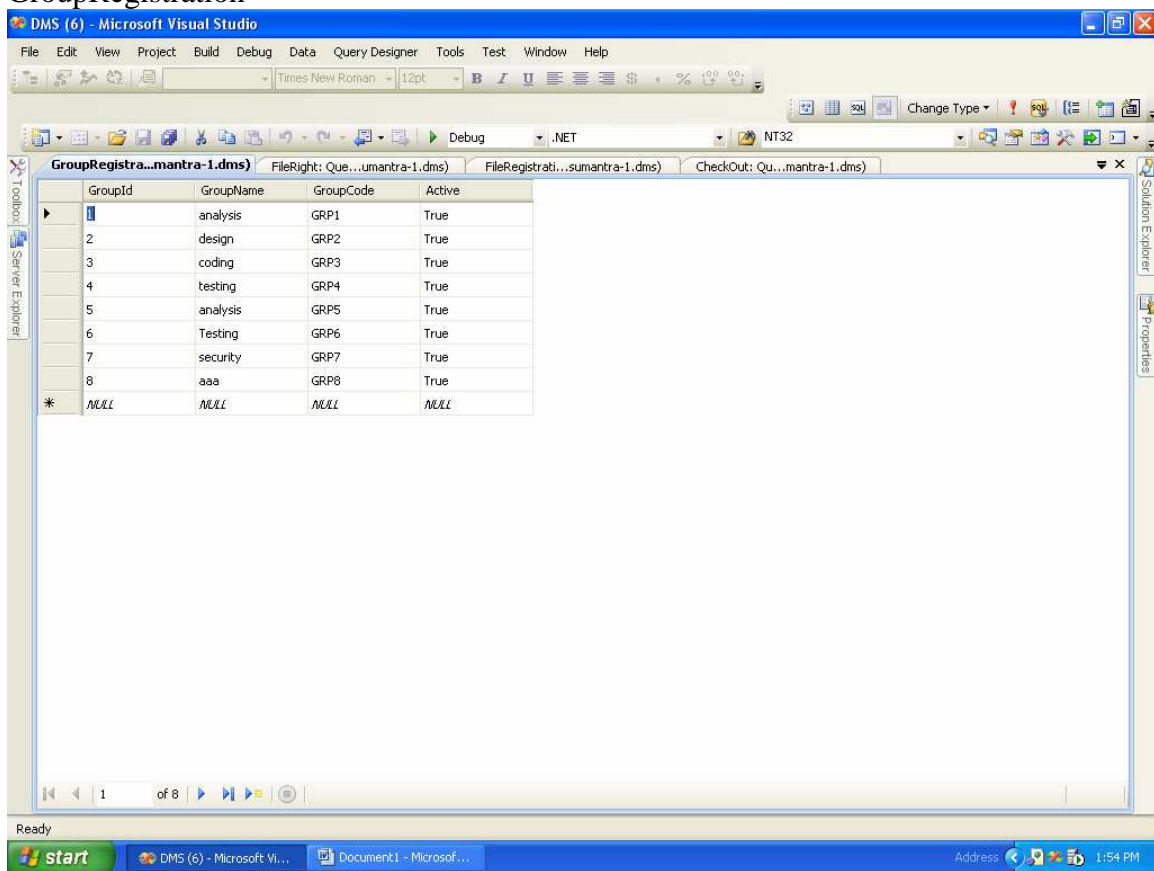 GroupRegistration
DMS (6) - Microsoft Visual Studio
File Edit View Project Build Debug Data Query Designer Tools Test Window Help
Times New Roman 12pt B I U $ , %
SQL Change Type SQL
Debug .NET NT32
GroupRegistra...mantra-1.dms) FileRight: Que...umantra-1.dms) FileRegistrati...sumantra-1.dms) CheckOut: Qu...mantra-1.dms)
Toolbox
Server Explorer
GroupId GroupName GroupCode Active
1 analysis GRP1 True
2 design GRP2 True
3 coding GRP3 True
4 testing GRP4 True
5 analysis GRP5 True
6 Testing GRP6 True
7 security GRP7 True
8 aaa GRP8 True
NULL NULL NULL NULL
Solution Explorer
Properties
1 of 8
Ready
start DMS (6) - Microsoft Vi... Document1 - Microsof... Address 1:54 PM